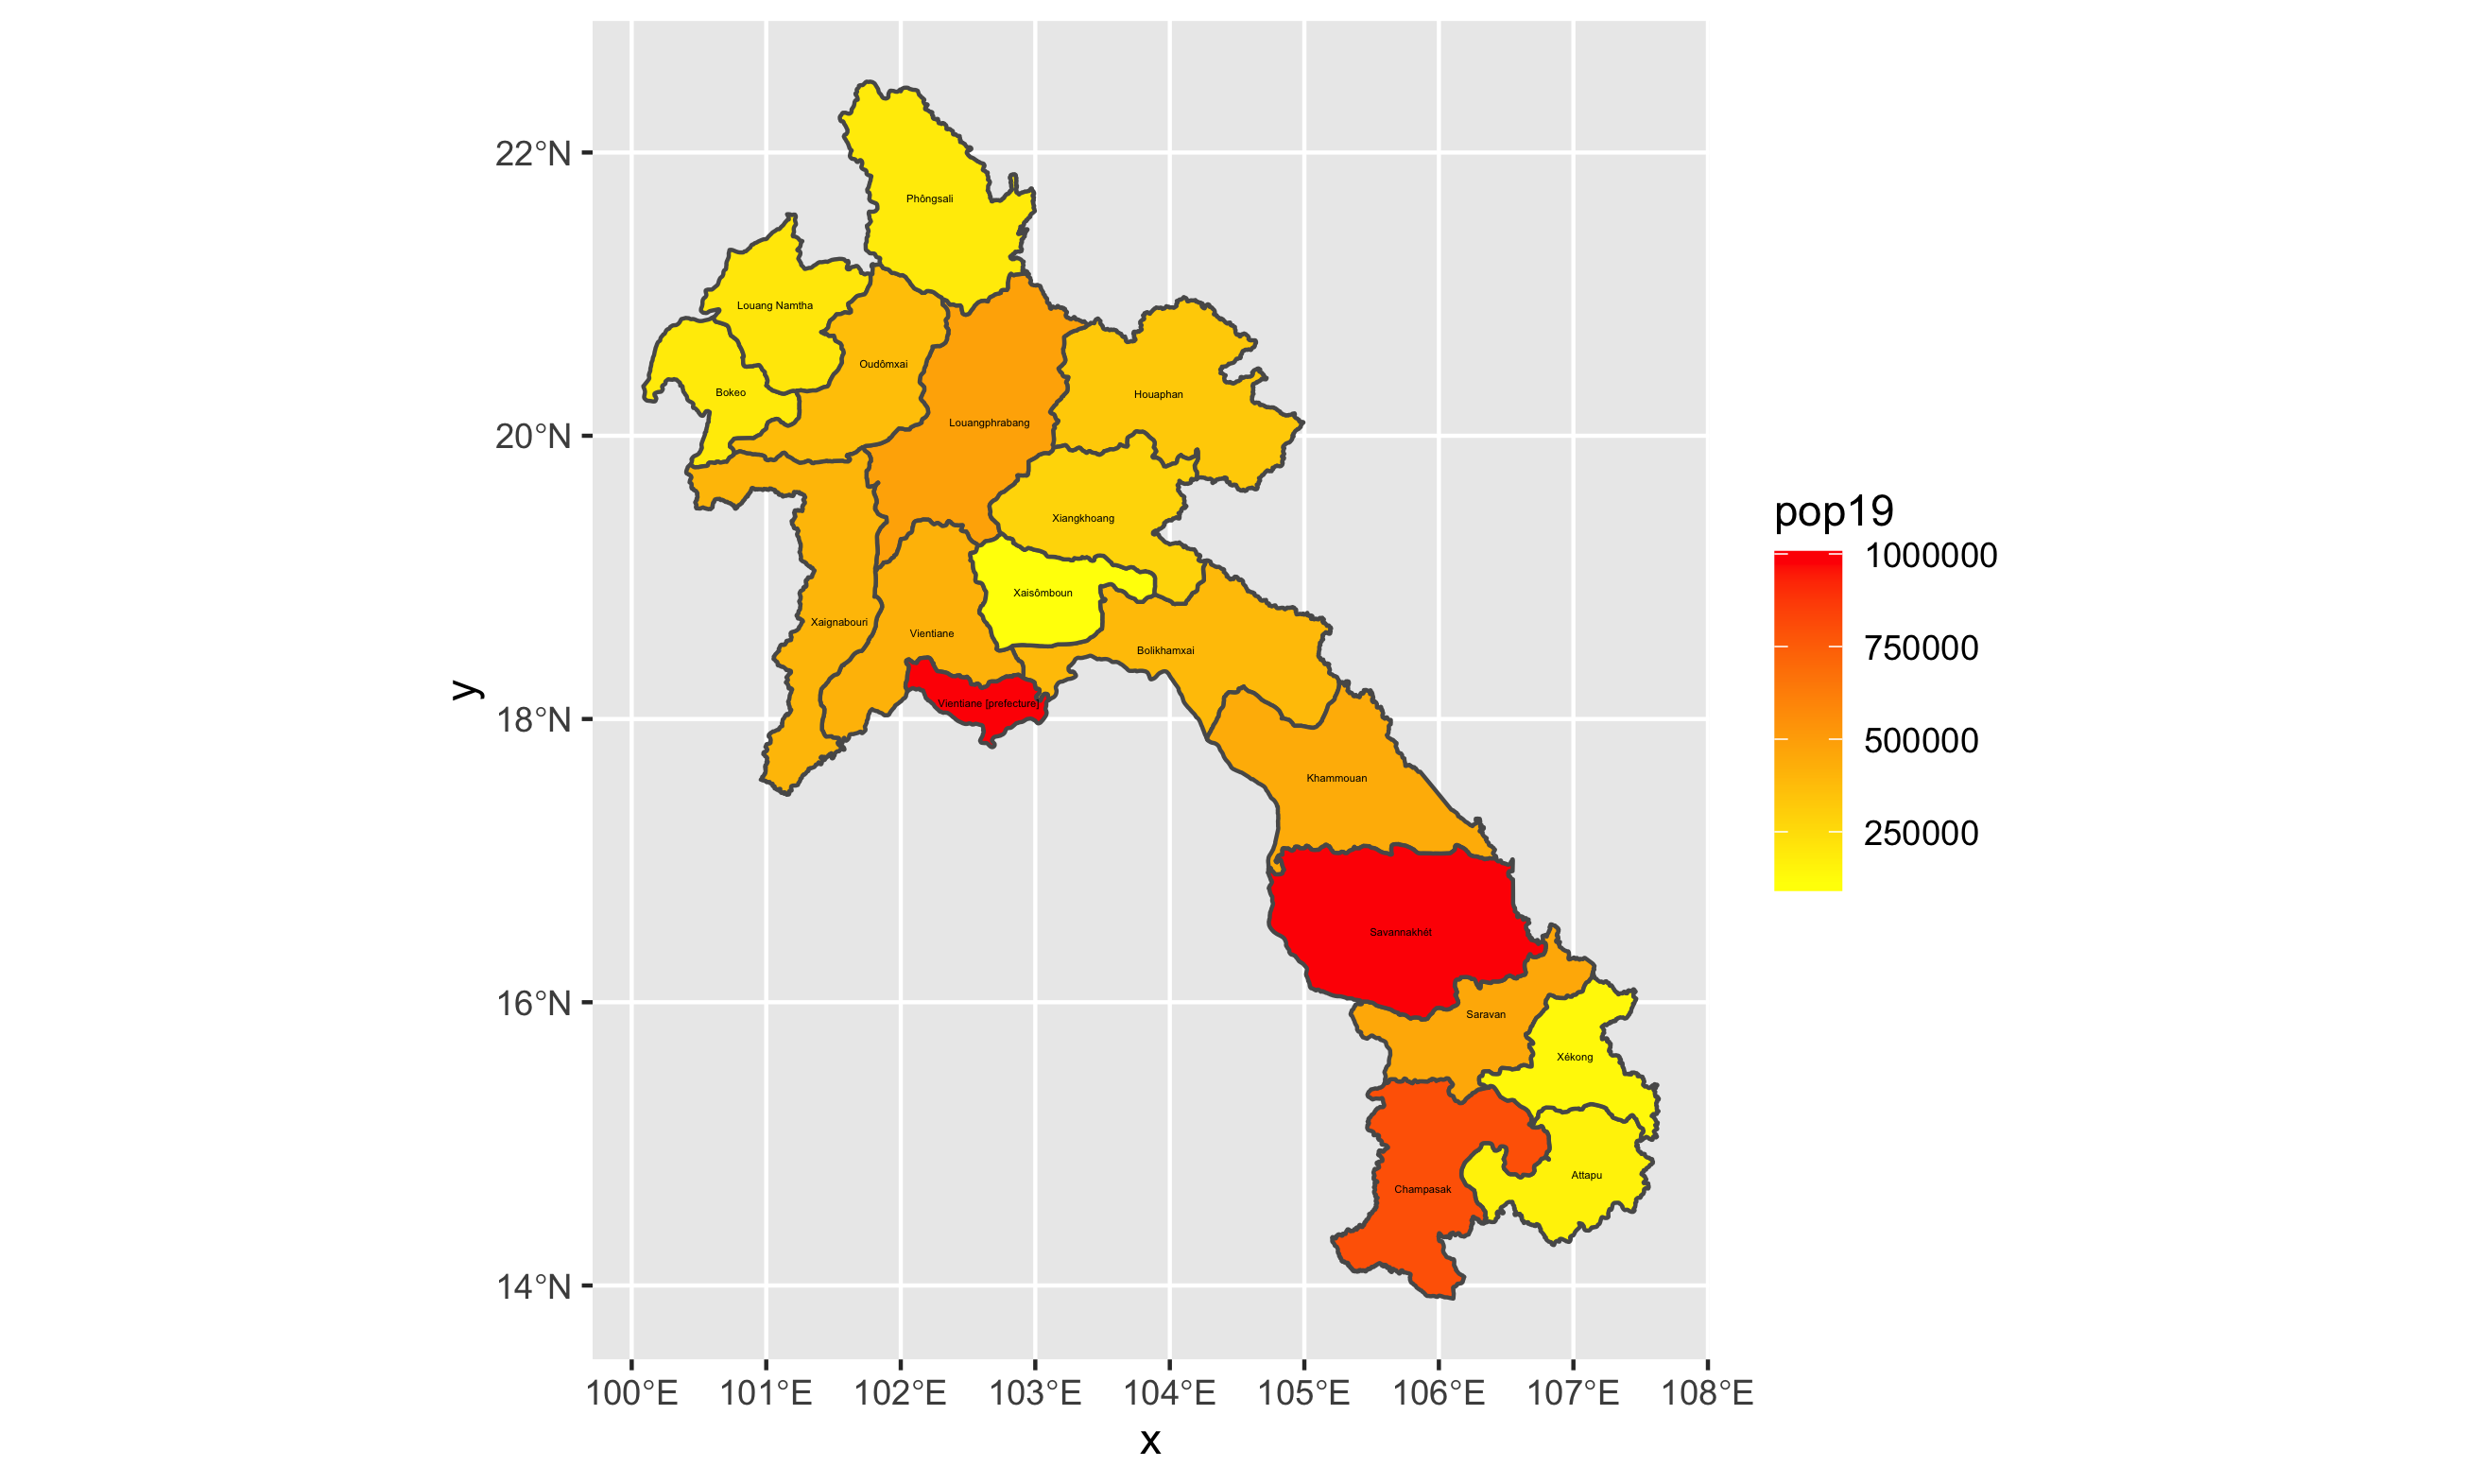 22°N
20°N
18°N
16°N
14°N
y
Phôngsali
Louang Namtha
Oudômxai
Bokeo
Houaphan
Louangphrabang
Xiangkhoang
Xaisômboun
Xaignabouri
Vientiane
Bolikhamxai
Vientiane [prefecture]
Khammouan
Savannakhét
Saravan
Xékong
Attapu
Champasak
100°E 101°E 102°E 103°E 104°E 105°E 106°E 107°E 108°E
x
pop19
1000000
750000
500000
250000